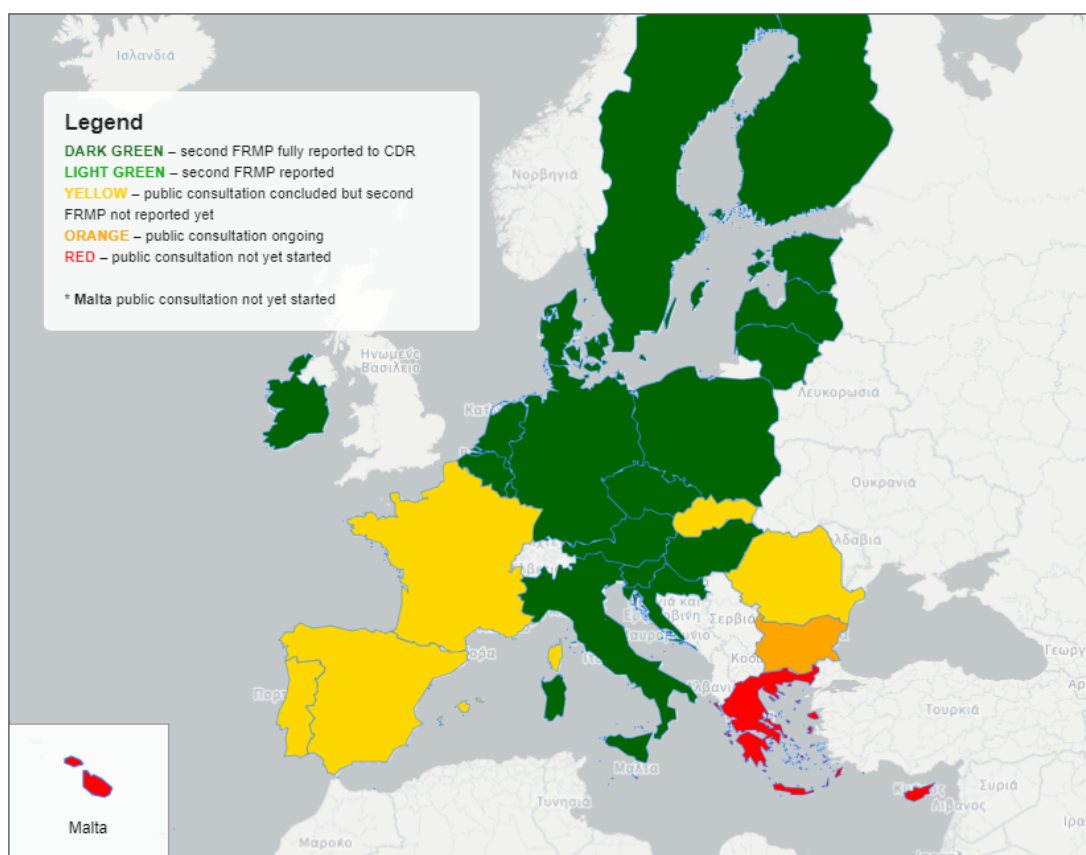 Ισλανδία
Legend
DARK GREEN – second FRMP fully reported to CDR
LIGHT GREEN – second FRMP reported
YELLOW – public consultation concluded but second
FRMP not reported yet
ORANGE – public consultation ongoing
RED – public consultation not yet started
* Malta public consultation not yet started
Νορβηγία
Ηνωμένς
Βασίλειο
Λευκορωσία
Ουκρανία
Τουρκία
Συρία
Τυνησία
Μαρόκο
Μάλτα
Malta